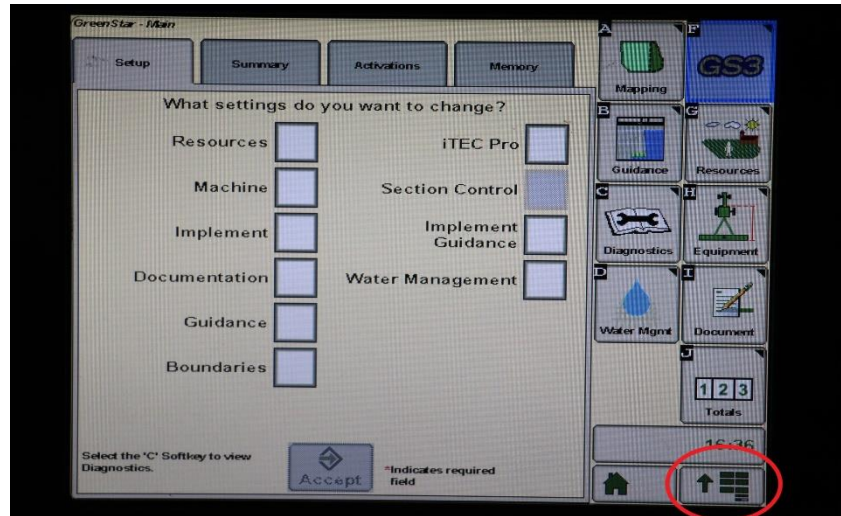 GreenStar - Main
Setup
Summary
Activations
Memory
What settings do you want to change?
Resources
iTEC Pro
Machine
Section Control
Implement
Implement
Guidance
Documentation
Water Management
Guidance
Boundaries
Select the 'C' Softkey to view
Diagnostics.
Accept
*Indicates required
field
A
Mapping
F
GS3
B
Guidance
G
Resources
C
Diagnostics
H
Equipment
D
Water Mgmt
I
Document
J
1 2 3
Totals
16:36